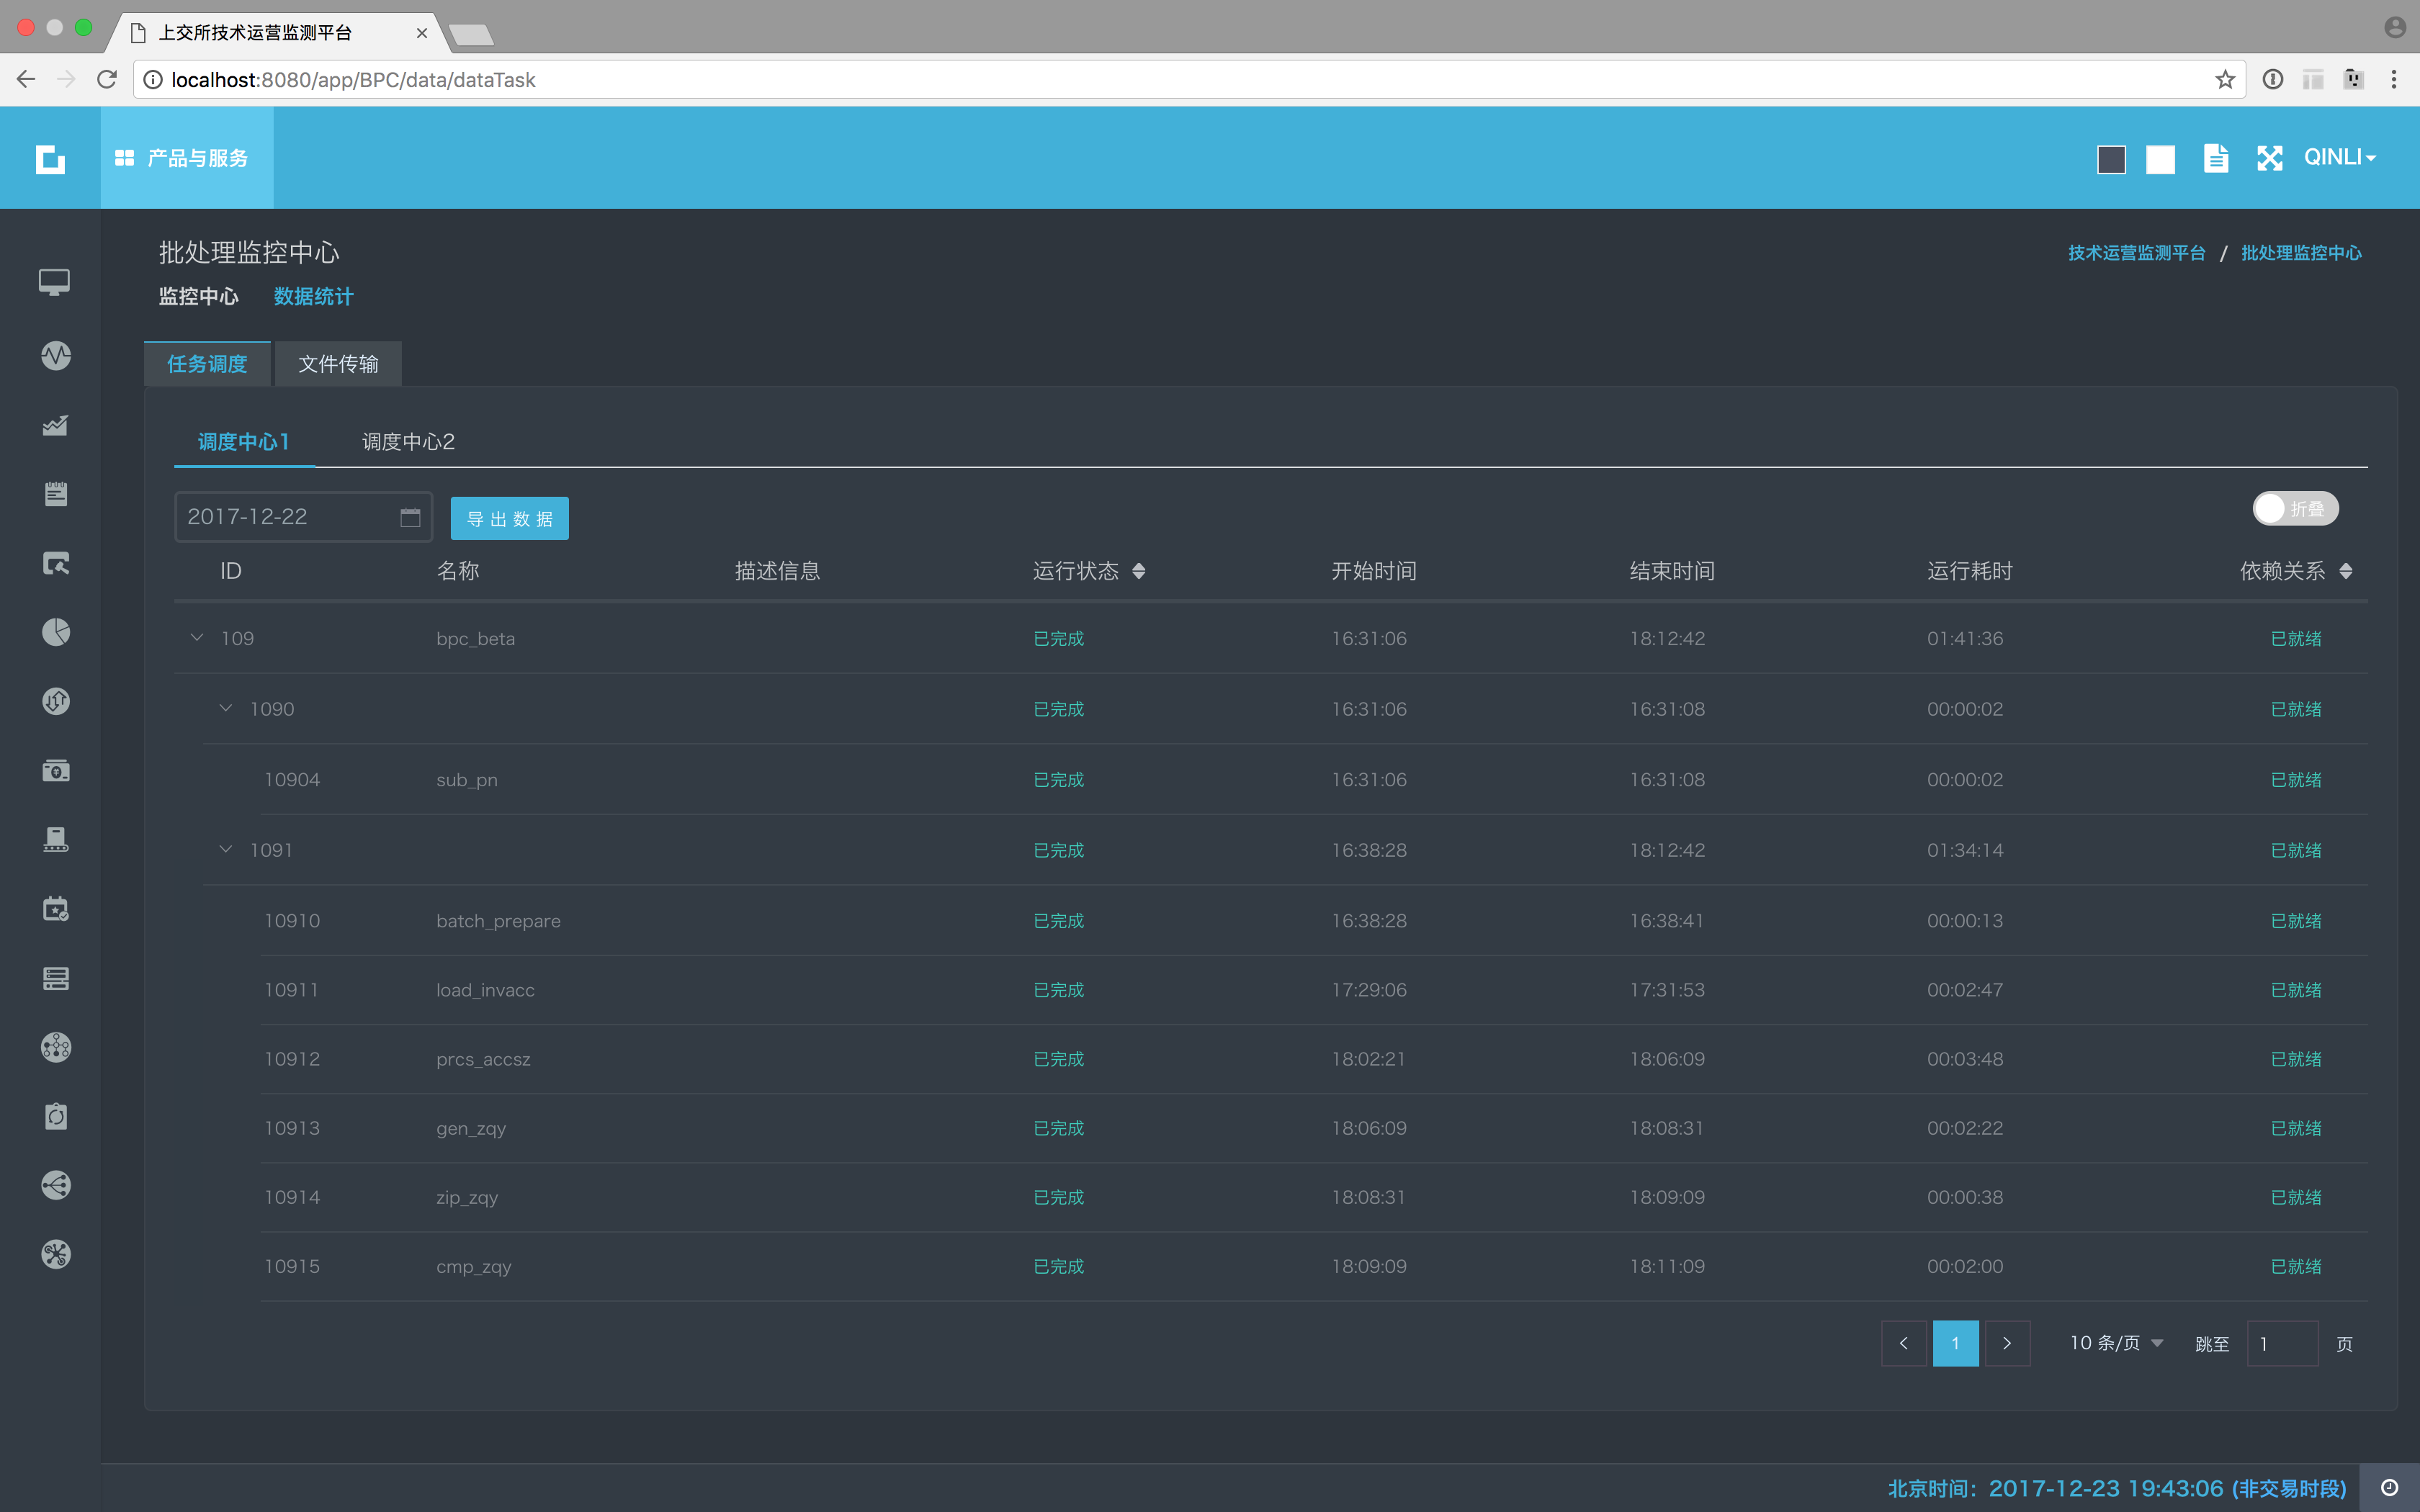 上交所技术运营监测平台
localhost:8080/app/BPC/data/dataTask
产品与服务
QINLI
批处理监控中心
技术运营监测平台 / 批处理监控中心
监控中心 数据统计
任务调度 文件传输
调度中心1 调度中心2
2017-12-22 导出数据 折叠
ID 名称 描述信息 运行状态 开始时间 结束时间 运行耗时 依赖关系
109 bpc_beta 已完成 16:31:06 18:12:42 01:41:36 已就绪
1090 已完成 16:31:06 16:31:08 00:00:02 已就绪
10904 sub_pn 已完成 16:31:06 16:31:08 00:00:02 已就绪
1091 已完成 16:38:28 18:12:42 01:34:14 已就绪
10910 batch_prepare 已完成 16:38:28 16:38:41 00:00:13 已就绪
10911 load_invacc 已完成 17:29:06 17:31:53 00:02:47 已就绪
10912 prcs_accsz 已完成 18:02:21 18:06:09 00:03:48 已就绪
10913 gen_zqy 已完成 18:06:09 18:08:31 00:02:22 已就绪
10914 zip_zqy 已完成 18:08:31 18:09:09 00:00:38 已就绪
10915 cmp_zqy 已完成 18:09:09 18:11:09 00:02:00 已就绪
1 10 条/页 跳至 1 页
北京时间：2017-12-23 19:43:06 (非交易时段)